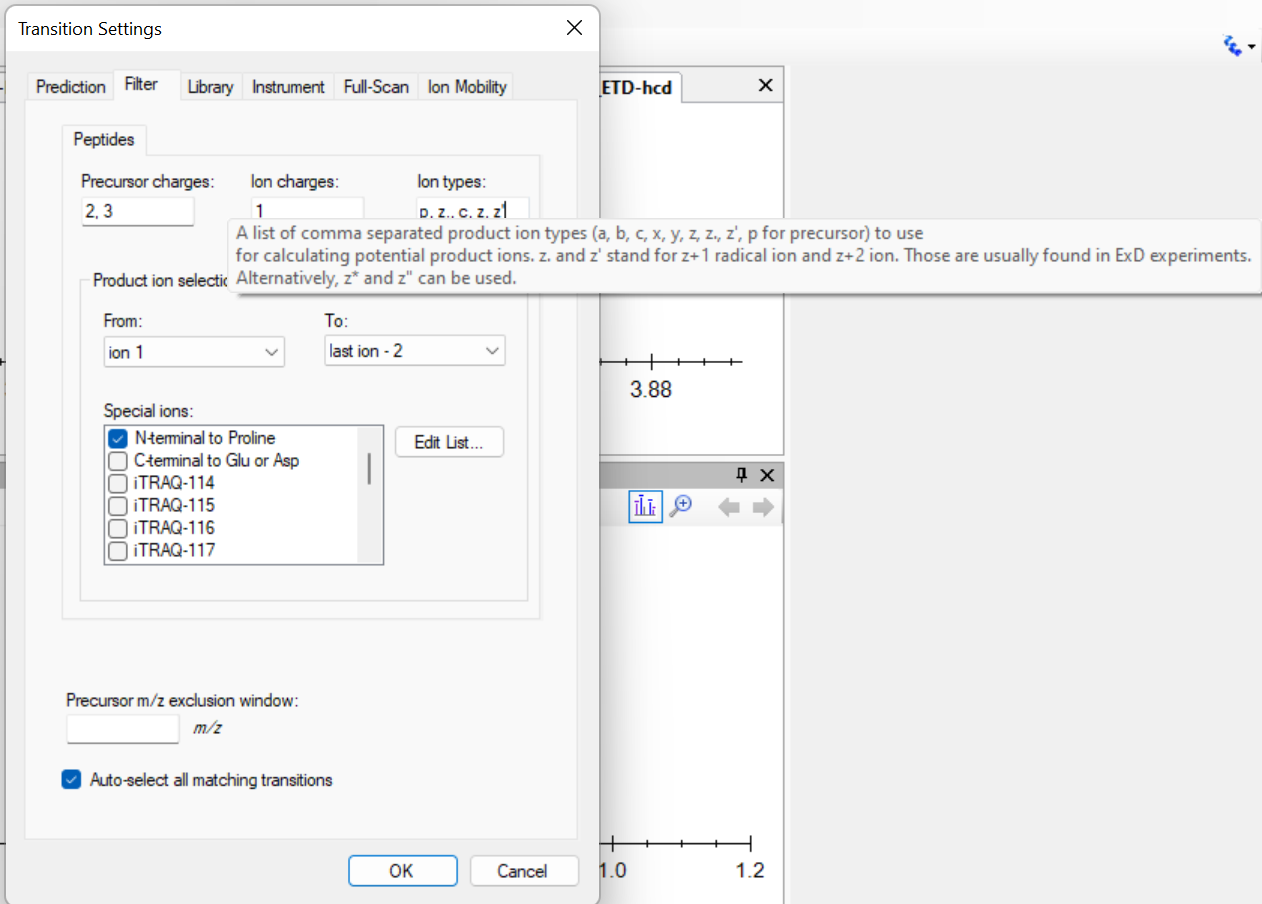 Transition Settings
Prediction
Filter
Library
Instrument
Full-Scan
Ion Mobility
_ETD-hcd
Peptides
Precursor charges:
Ion charges:
Ion types:
2, 3
1
p, z., c, z, z'
A list of comma separated product ion types (a, b, c, x, y, z, z., z', p for precursor) to use
for calculating potential product ions. z. and z' stand for z+1 radical ion and z+2 ion. Those are usually found in ExD experiments.
Alternatively, z* and z" can be used.
Product ion selectio
From:
To:
ion 1
last ion - 2
3.88
Special ions:
N-terminal to Proline
C-terminal to Glu or Asp
iTRAQ-114
iTRAQ-115
iTRAQ-116
iTRAQ-117
Edit List...
Precursor m/z exclusion window:
m/z
Auto-select all matching transitions
OK
Cancel
1.0
1.2